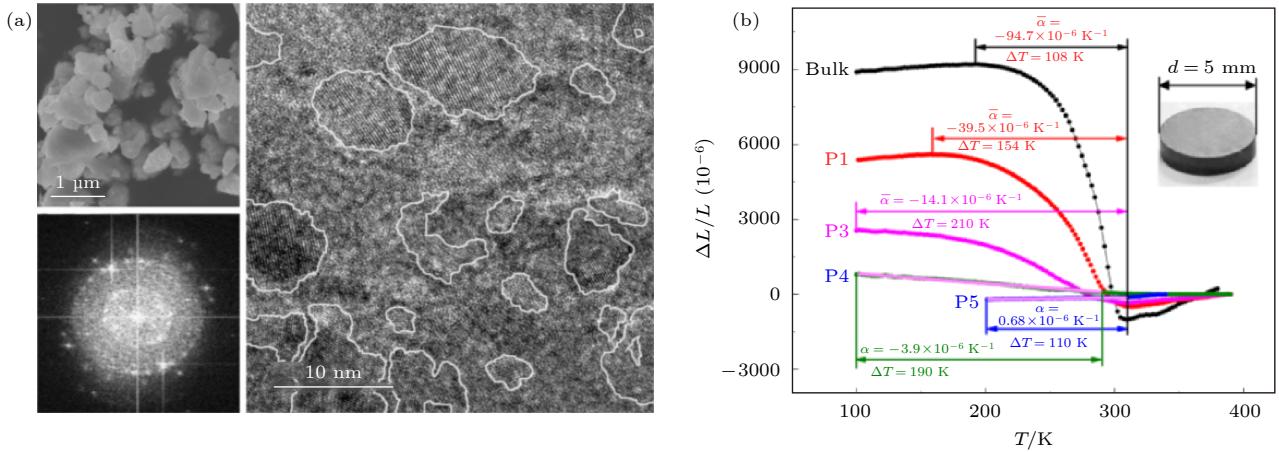 (a)
1 μm
10 nm
(b)
ΔL/L (10⁻⁶)
9000
6000
3000
0
−3000
100
200
300
400
T/K
Bulk
P1
P3
P4
P5
α̅ =
−94.7×10⁻⁶ K⁻¹
ΔT = 108 K
α̅ =
−39.5×10⁻⁶ K⁻¹
ΔT = 154 K
α̅ = −14.1×10⁻⁶ K⁻¹
ΔT = 210 K
α =
0.68×10⁻⁶ K⁻¹
ΔT = 110 K
α = −3.9×10⁻⁶ K⁻¹
ΔT = 190 K
d = 5 mm